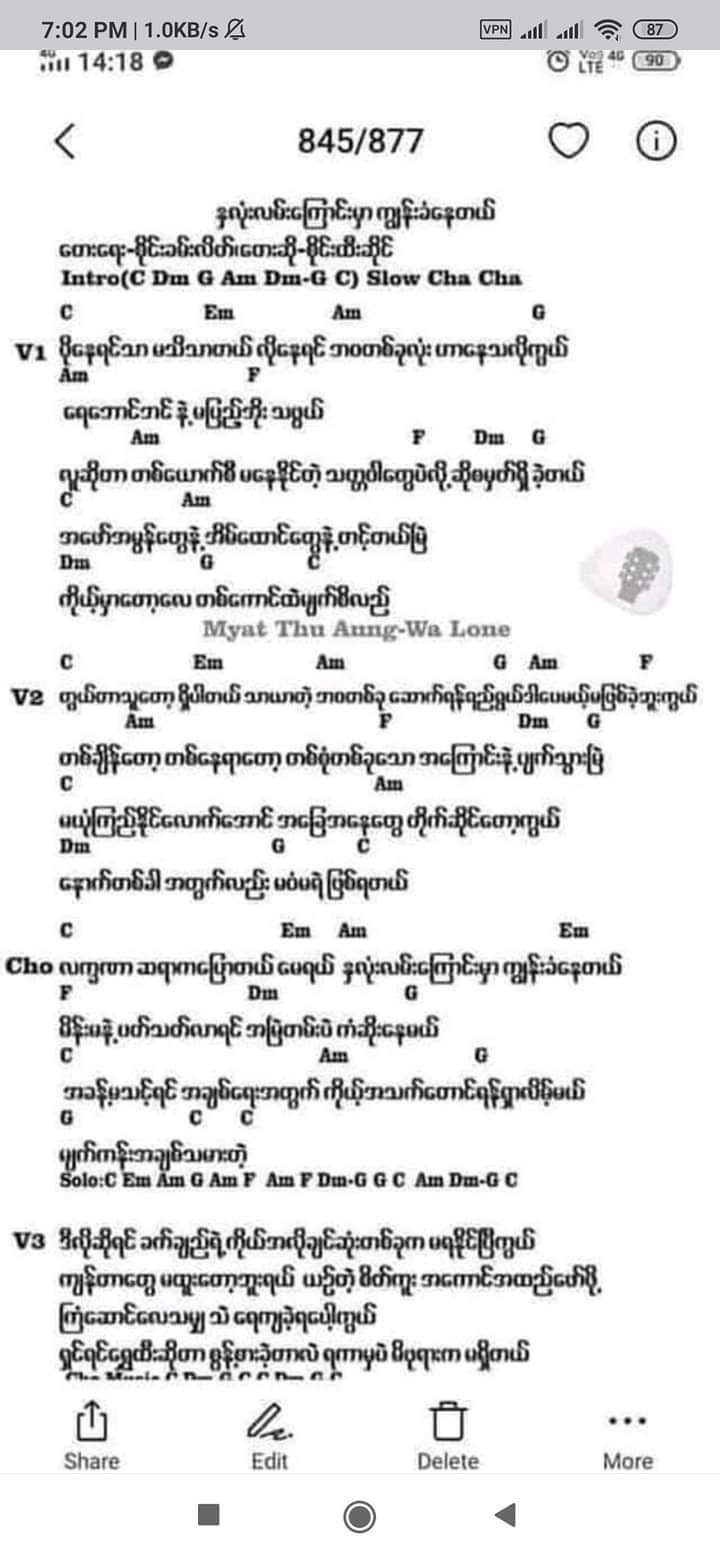 7:02 PM | 1.0KB/s VPN 87
4G 14:18 Vo9 LTE 4G 90
845/877
နှလုံးလမ်းကြောင်းမှာ ကျွန်းခံနေတယ်
တေးရေး-စိုင်းခမ်းလိတ်၊တေးဆို-စိုင်းထီးဆိုင်
Intro(C Dm G Am Dm-G C) Slow Cha Cha
C Em Am G
V1 ပိုနေရင်သာ မသိသာတယ် လိုနေရင် ဘဝတစ်ခုလုံး ဟာနေသလိုကွယ်
Am F
ရေအောင်ဘင် နဲ့ မပြည့်ဘိုး သဖွယ်
Am F Dm G
လူဆိုတာ တစ်ယောက်စီ မနေနိုင်တဲ့ သတ္တဝါတွေပဲလို့ ဆိုစမှတ်ရှိ ခဲ့တယ်
C Am
အဖော်အမွန်တွေနဲ့ အိမ်ထောင်တွေနဲ့ တင့်တယ်မြဲ
Dm G C
ကိုယ့်မှာတော့လေ တစ်ကောင်ထဲမျက်စိလည်
Myat Thu Aung-Wa Lone
C Em Am G Am F
V2 တွယ်တာသူတော့ ရှိပါတယ် သာယာတဲ့ ဘဝတစ်ခု ဆောက်ရန်ရည်ရွယ်ဒါပေမယ့်မဖြစ်ခဲ့ဘူးကွယ်
Am F Dm G
တစ်ချိန်တော့ တစ်နေရာတော့ တစ်စုံတစ်ခုသော အကြောင်းနဲ့ ပျက်သွားမြဲ
C Am
မယုံကြည်နိုင်လောက်အောင် အခြေအနေတွေ တိုက်ဆိုင်တော့ကွယ်
Dm G C
နောက်တစ်ခါ အတွက်လည်း မဝံမရဲ ဖြစ်ရတယ်
C Em Am Em
Cho လက္ခဏာ ဆရာကပြောတယ် မေရယ် နှလုံးလမ်းကြောင်းမှာ ကျွန်းခံနေတယ်
F Dm G
မိန်းမနဲ့ ပတ်သတ်လာရင် အမြဲတမ်းပဲ ကံဆိုးနေမယ်
C Am G
အခန့်မသင့်ရင် အချစ်ရေးအတွက် ကိုယ့်အသက်တောင်ရန်ရှာလိမ့်မယ်
G C C
မျက်ကန်းအချစ်သမားတဲ့
Solo:C Em Am G Am F Am F Dm-G G C Am Dm-G C
V3 ဒီလိုဆိုရင် ခက်ချည်ရဲ့ ကိုယ်အလိုချင်ဆုံးတစ်ခုက မရနိုင်ပြီကွယ်
ကျန်တာတွေ မထူးတော့ဘူးရယ် ယဉ်တဲ့ စိတ်ကူး အကောင်အထည်ဖော်ဖို့
ကြံဆောင်လေသမျှ သဲ ရေကျခဲ့ရပေါ့ကွယ်
ရှင်ရင်ရွှေထီးဆိုတာ စွန့်စားခဲ့တာလဲ ရကာမှပဲ မိဖုရားက မရှိတယ်
Share Edit Delete More